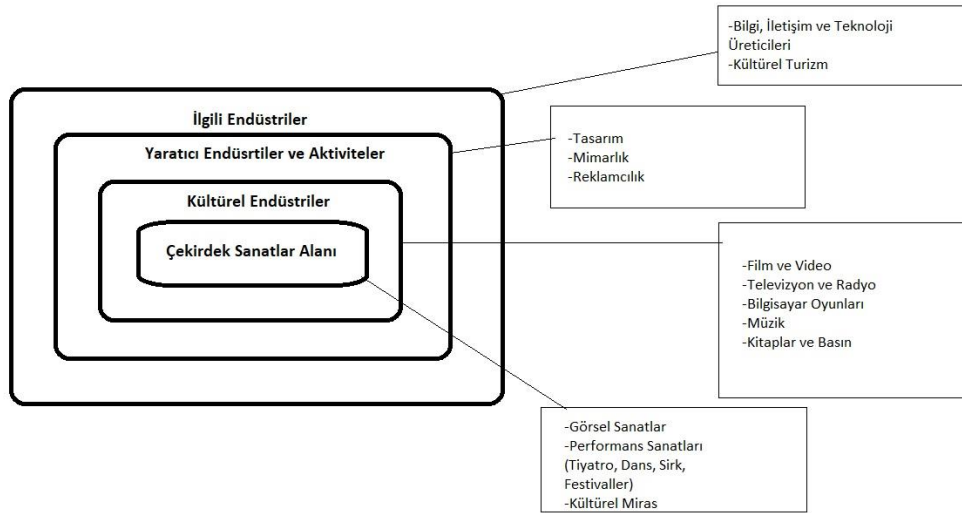 -Bilgi, İletişim ve Teknoloji
Üreticileri
-Kültürel Turizm
İlgili Endüstriler
Yaratıcı Endüsrtiler ve Aktiviteler
Kültürel Endüstriler
Çekirdek Sanatlar Alanı
-Tasarım
-Mimarlık
-Reklamcılık
-Film ve Video
-Televizyon ve Radyo
-Bilgisayar Oyunları
-Müzik
-Kitaplar ve Basın
-Görsel Sanatlar
-Performans Sanatları
(Tiyatro, Dans, Sirk,
Festivaller)
-Kültürel Miras